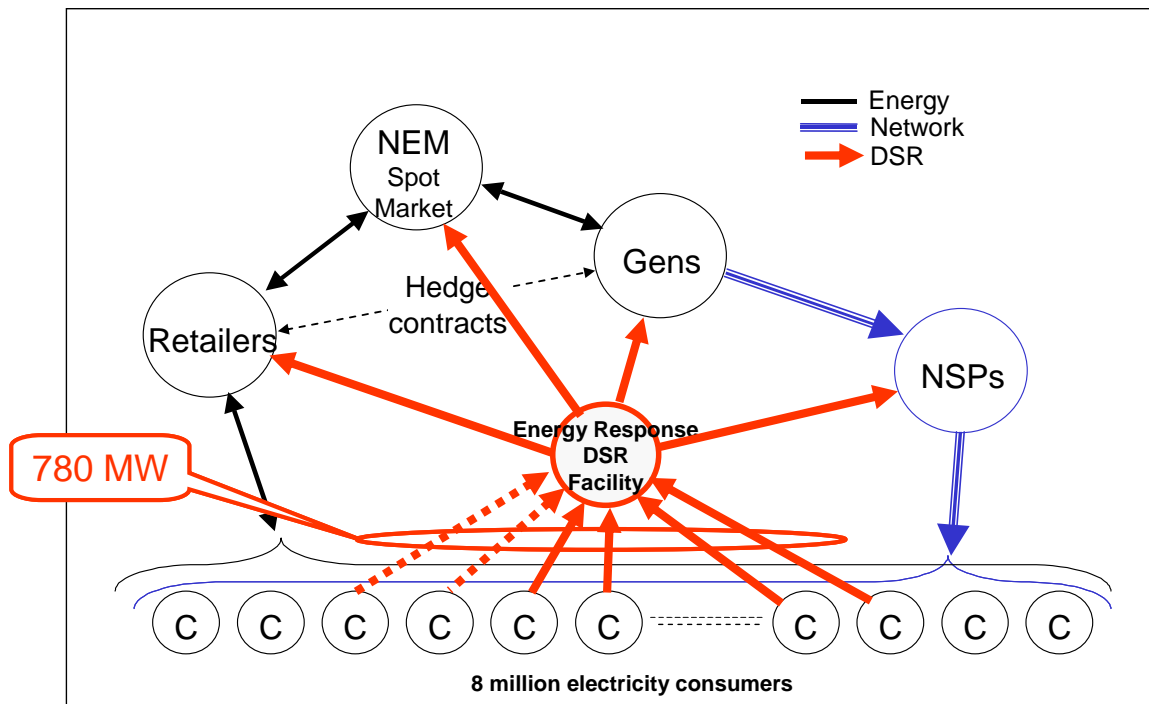 Energy
Network
DSR
NEM
Spot
Market
Gens
Hedge
contracts
Retailers
NSPs
Energy Response
DSR
Facility
780 MW
C C C C C C C C C C
8 million electricity consumers